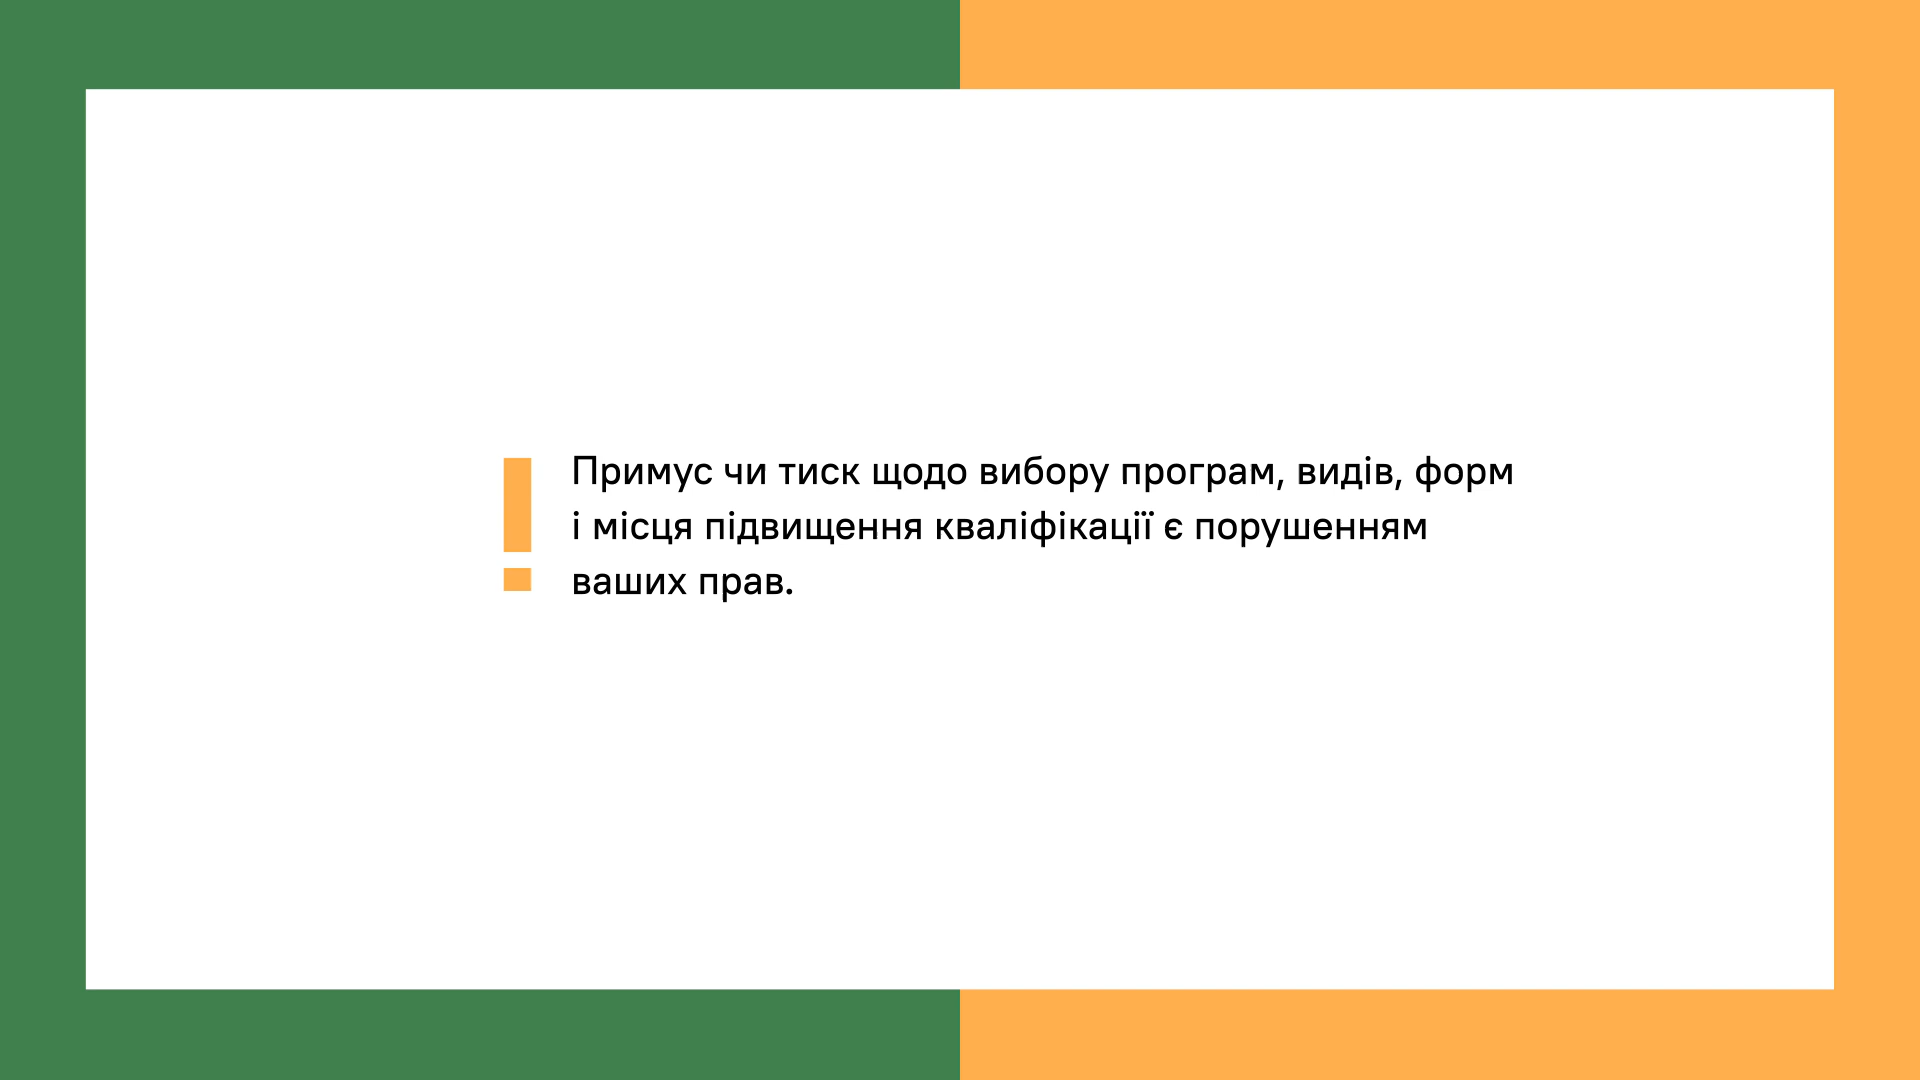 Примус чи тиск щодо вибору програм, видів, форм
і місця підвищення кваліфікації є порушенням
ваших прав.